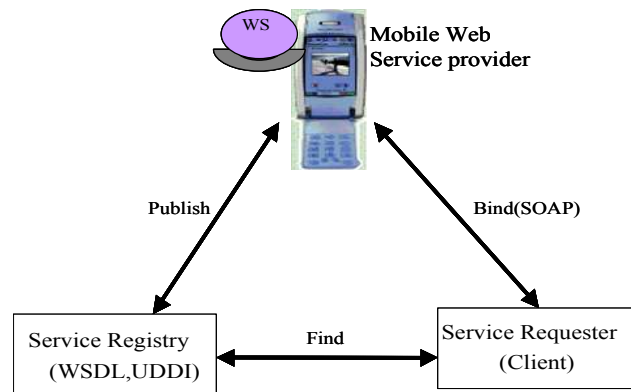 WS
Mobile Web
Service provider
Publish
Bind(SOAP)
Service Registry
(WSDL,UDDI)
Find
Service Requester
(Client)